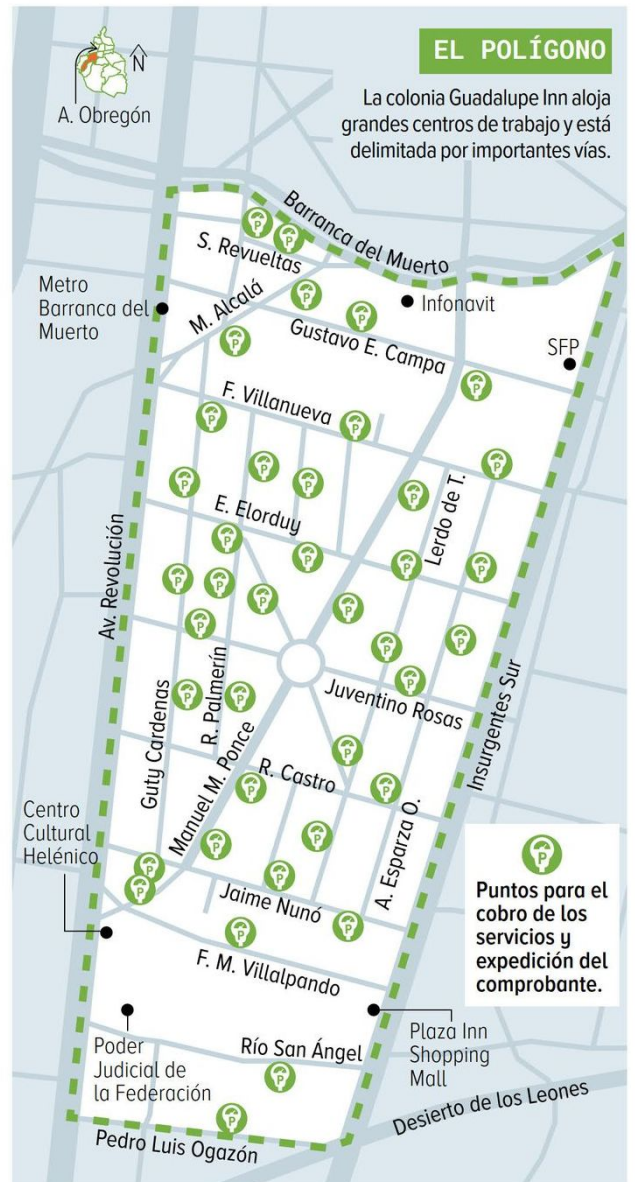 EL POLÍGONO
La colonia Guadalupe Inn aloja
grandes centros de trabajo y está
delimitada por importantes vías.
N
A. Obregón
Barranca del Muerto
S. Revueltas
Metro
Barranca del
Muerto
M. Alcalá
Infonavit
Gustavo E. Campa
SFP
F. Villanueva
Lerdo de T.
E. Elorduy
Av. Revolución
R. Palmerín
Juventino Rosas
Guty Cardenas
Manuel M. Ponce
Insurgentes Sur
R. Castro
Centro
Cultural
Helénico
A. Esparza O.
Jaime Nunó
P
Puntos para el
cobro de los
servicios y
expedición del
comprobante.
F. M. Villalpando
Poder
Judicial de
la Federación
Río San Ángel
Plaza Inn
Shopping
Mall
Desierto de los Leones
Pedro Luis Ogazón